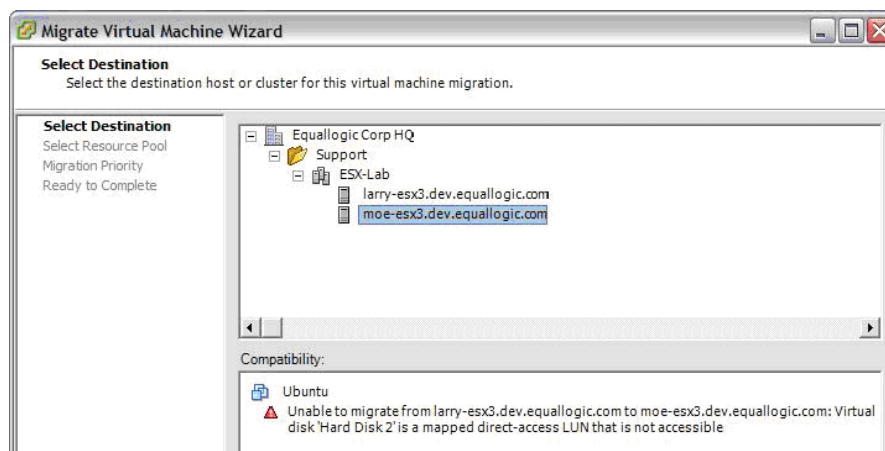 Migrate Virtual Machine Wizard
Select Destination
Select the destination host or cluster for this virtual machine migration.
Select Destination
Select Resource Pool
Migration Priority
Ready to Complete
Equallogic Corp HQ
Support
ESX-Lab
larry-esx3.dev.equallogic.com
moe-esx3.dev.equallogic.com
Compatibility:
Ubuntu
Unable to migrate from larry-esx3.dev.equallogic.com to moe-esx3.dev.equallogic.com: Virtual
disk 'Hard Disk 2' is a mapped direct-access LUN that is not accessible